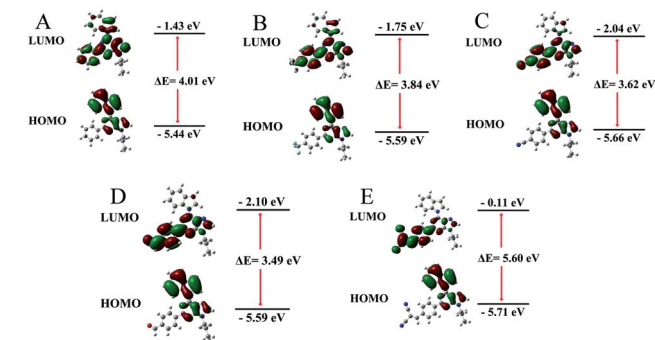 A
LUMO
- 1.43 eV
ΔE= 4.01 eV
HOMO
- 5.44 eV
B
LUMO
- 1.75 eV
ΔE= 3.84 eV
HOMO
- 5.59 eV
C
LUMO
- 2.04 eV
ΔE= 3.62 eV
HOMO
- 5.66 eV
D
LUMO
- 2.10 eV
ΔE= 3.49 eV
HOMO
- 5.59 eV
E
LUMO
- 0.11 eV
ΔE= 5.60 eV
HOMO
- 5.71 eV